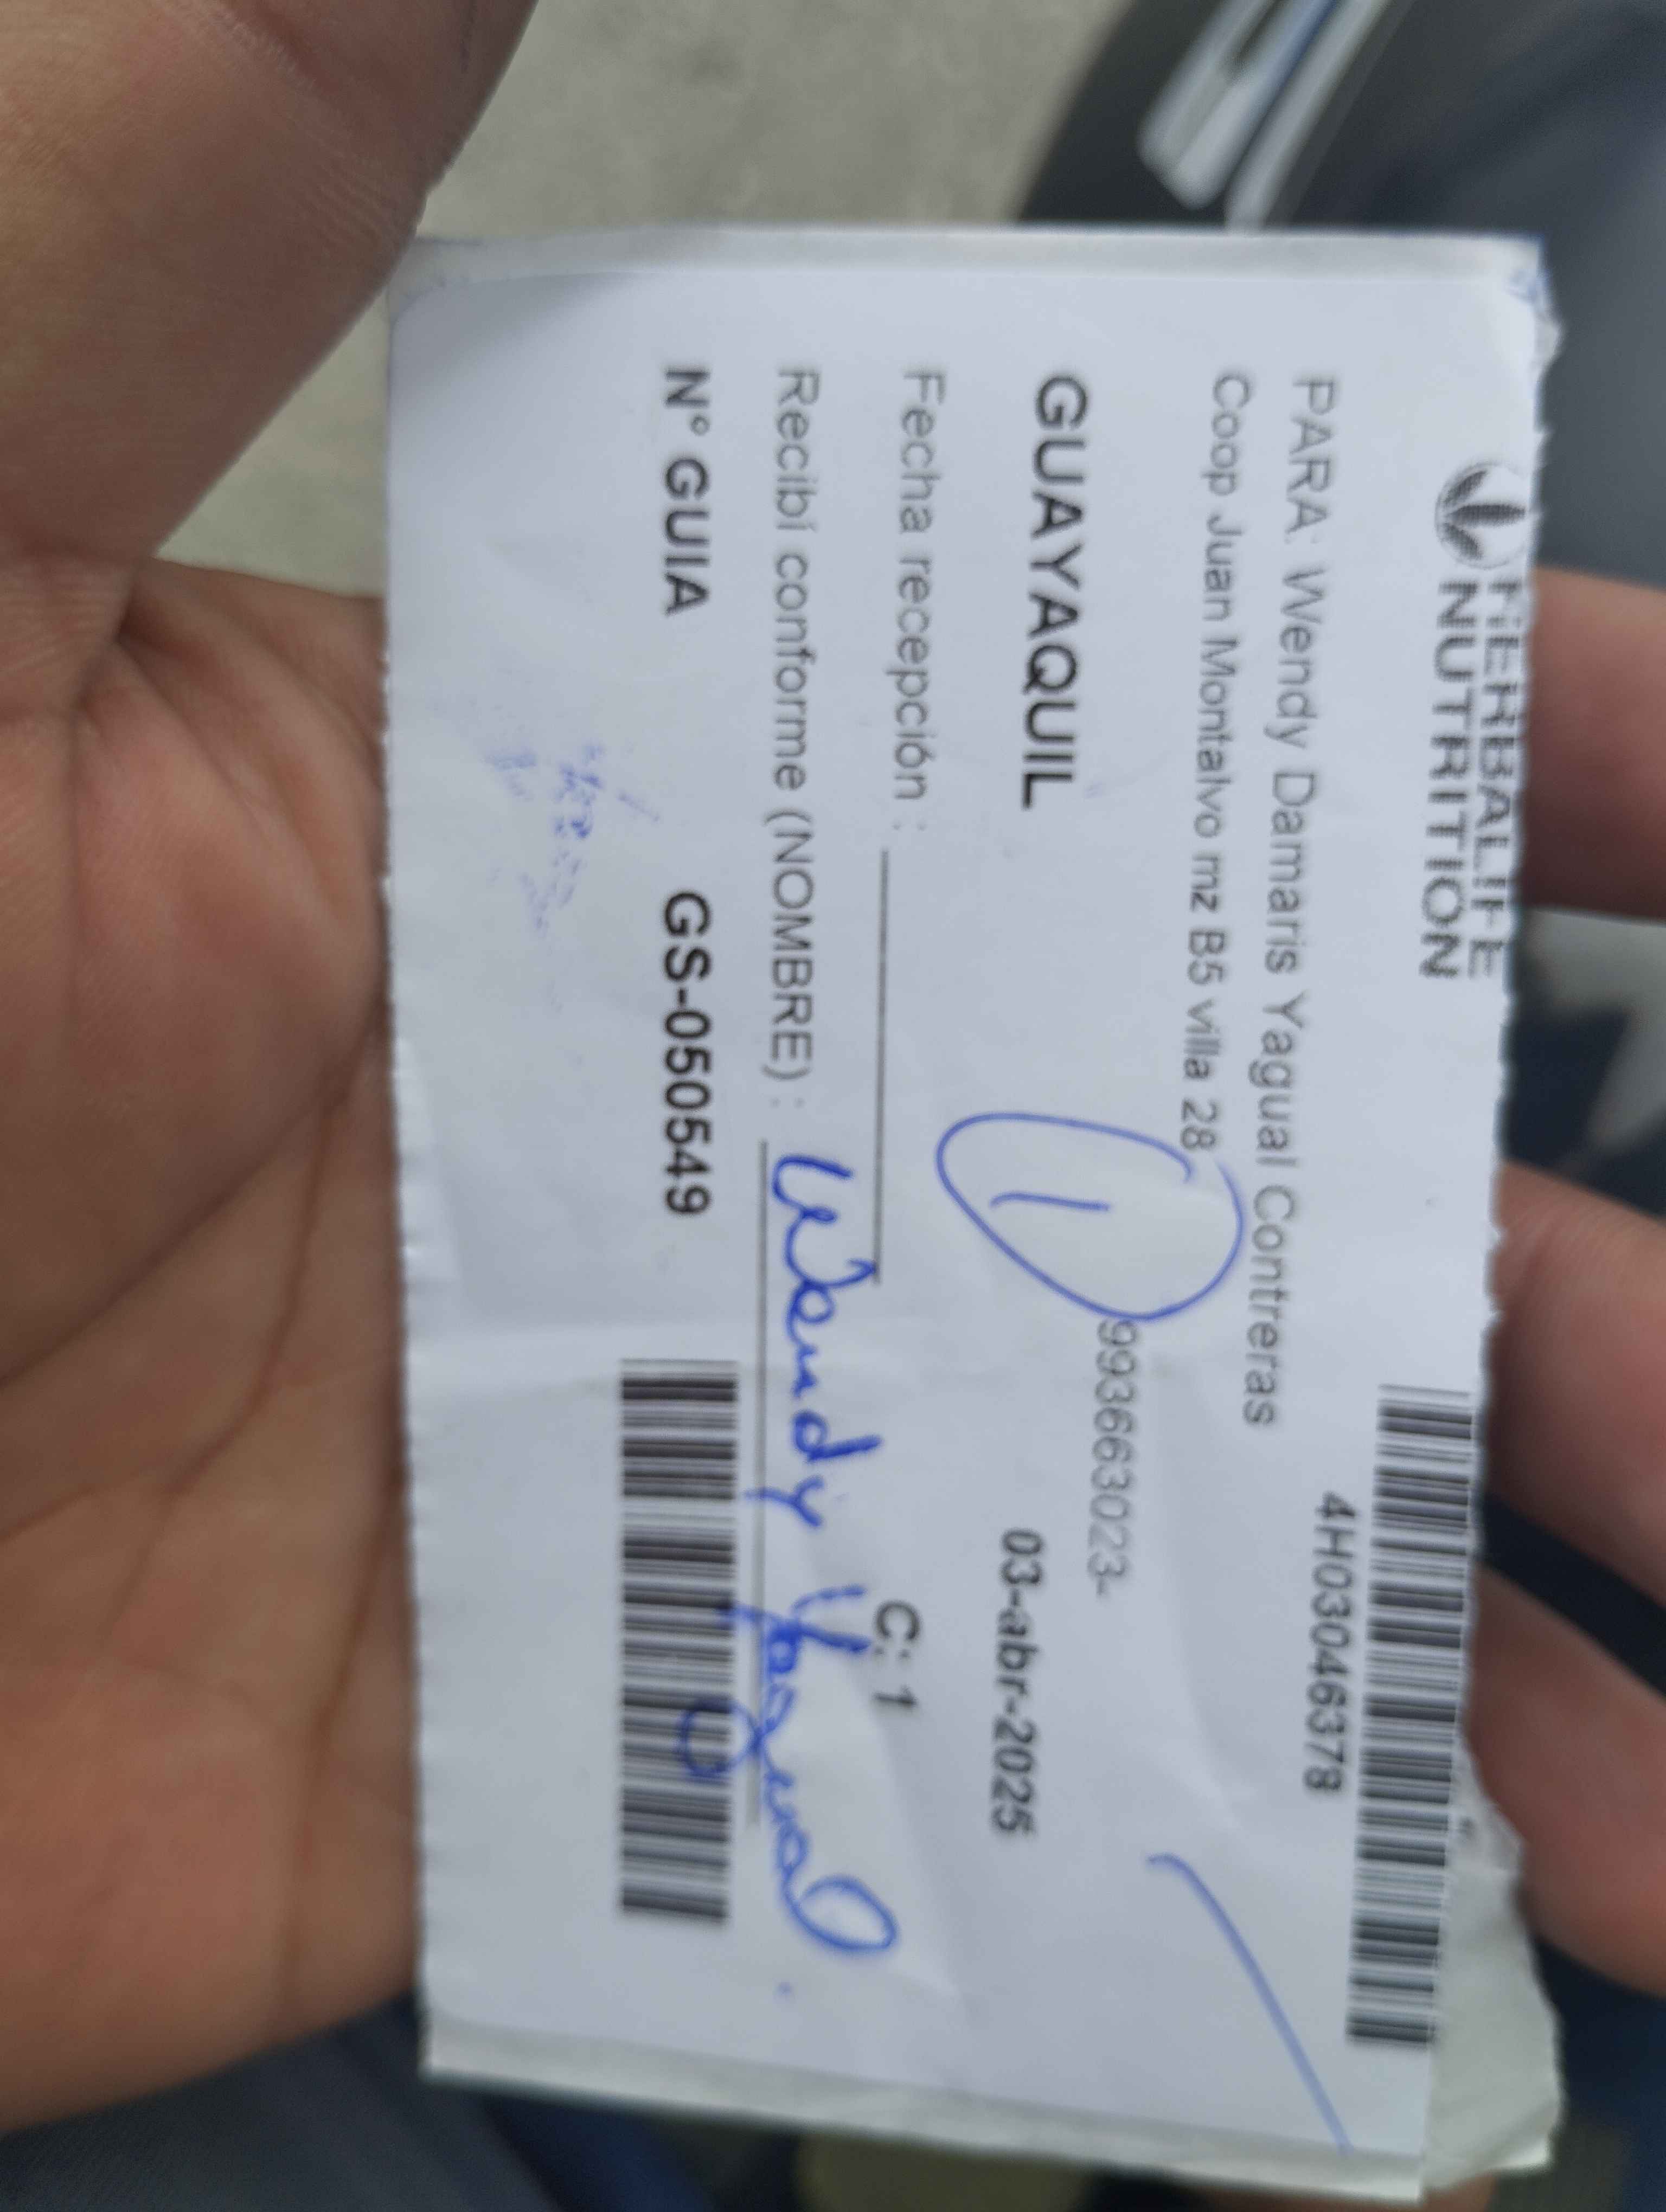 HERBALIFE
NUTRITION
4H03046378
PARA: Wendy Damaris Yagual Contreras
Coop Juan Montalvo mz B5 villa 28
993663023-
GUAYAQUIL
03-abr-2025
1
Fecha recepción :
C: 1
Recibí conforme (NOMBRE) : Wendy Yagual
N° GUIA GS-050549